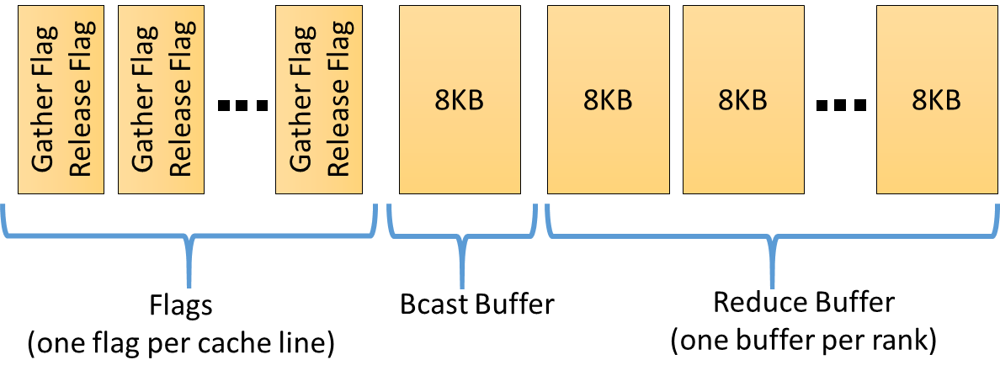 Gather Flag
Release Flag
Gather Flag
Release Flag
Gather Flag
Release Flag
8KB
8KB
8KB
8KB
Flags
(one flag per cache line)
Bcast Buffer
Reduce Buffer
(one buffer per rank)